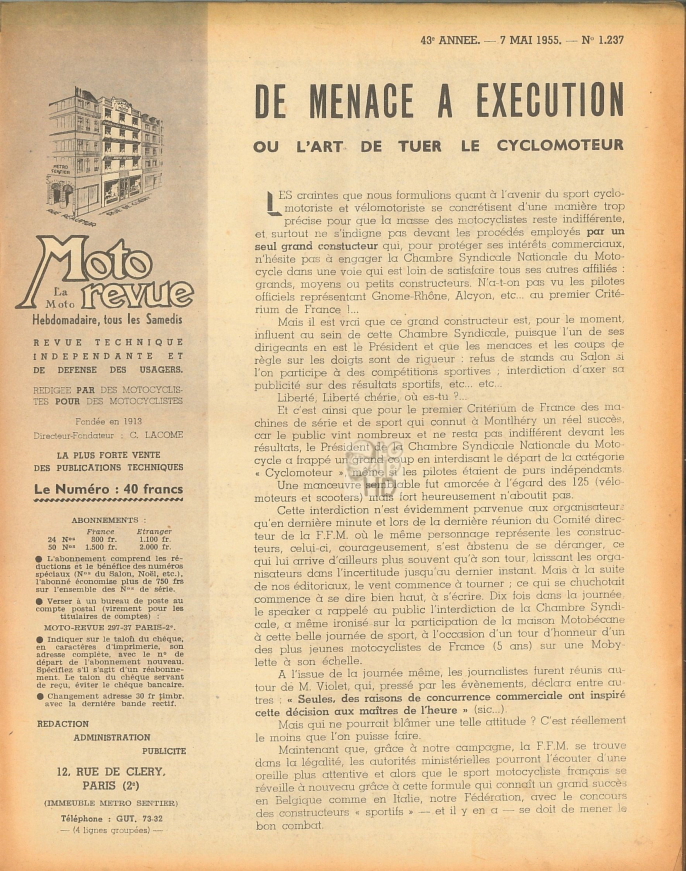 43e ANNEE. — 7 MAI 1955. — No 1.237
METRO
SENTIER
RUE REAUMUR
RUE DE CLERY
Moto
La
Moto revue
Hebdomadaire, tous les Samedis
REVUE TECHNIQUE
INDEPENDANTE ET
DE DEFENSE DES USAGERS.
REDIGEE PAR DES MOTOCYCLIS-
TES POUR DES MOTOCYCLISTES
Fondée en 1913
Directeur-Fondateur : C. LACOME
LA PLUS FORTE VENTE
DES PUBLICATIONS TECHNIQUES
Le Numéro : 40 francs
ABONNEMENTS :
France Etranger
24 Nos 800 fr. 1.100 fr.
50 Nos 1.500 fr. 2.000 fr.
● L'abonnement comprend les ré-
ductions et le bénéfice des numéros
spéciaux (Nos du Salon, Noël, etc.),
l'abonné économise plus de 750 frs
sur l'ensemble des Nos de série.
● Verser à un bureau de poste au
compte postal (virement pour les
titulaires de comptes) :
MOTO-REVUE 297-37 PARIS-2e.
● Indiquer sur le talon du chèque,
en caractères d'imprimerie, son
adresse complète, avec le no de
départ de l'abonnement nouveau.
Spécifiez s'il s'agit d'un réabonne-
ment. Le talon du chèque servant
de reçu, éviter le chèque bancaire.
● Changement adresse 30 fr timbr.
avec la dernière bande rectif.
REDACTION
ADMINISTRATION
PUBLICITE
12, RUE DE CLERY,
PARIS (2e)
(IMMEUBLE METRO SENTIER)
Téléphone : GUT. 73-32
— (4 lignes groupées) —
DE MENACE A EXECUTION
OU L'ART DE TUER LE CYCLOMOTEUR
LES craintes que nous formulions quant à l'avenir du sport cyclo-
motoriste et vélomotoriste se concrétisent d'une manière trop
précise pour que la masse des motocyclistes reste indifférente,
et surtout ne s'indigne pas devant les procédés employés par un
seul grand constucteur qui, pour protéger ses intérêts commerciaux,
n'hésite pas à engager la Chambre Syndicale Nationale du Moto-
cycle dans une voie qui est loin de satisfaire tous ses autres affiliés :
grands, moyens ou petits constructeurs. N'a-t-on pas vu les pilotes
officiels représentant Gnome-Rhône, Alcyon, etc... au premier Crité-
rium de France !...
Mais il est vrai que ce grand constructeur est, pour le moment,
influent au sein de cette Chambre Syndicale, puisque l'un de ses
dirigeants en est le Président et que les menaces et les coups de
règle sur les doigts sont de rigueur : refus de stands au Salon si
l'on participe à des compétitions sportives ; interdiction d'axer sa
publicité sur des résultats sportifs, etc... etc...
Liberté, Liberté chérie, où es-tu ?...
Et c'est ainsi que pour le premier Critérium de France des ma-
chines de série et de sport qui connut à Montlhéry un réel succès,
car le public vint nombreux et ne resta pas indifférent devant les
résultats, le Président de la Chambre Syndicale Nationale du Moto-
cycle a frappé un grand coup en interdisant le départ de la catégorie
« Cyclomoteur », même si les pilotes étaient de purs indépendants.
Une manœuvre semblable fut amorcée à l'égard des 125 (vélo-
moteurs et scooters) mais fort heureusement n'aboutit pas.
Cette interdiction n'est évidemment parvenue aux organisateurs
qu'en dernière minute et lors de la dernière réunion du Comité direc-
teur de la F.F.M. où le même personnage représente les construc-
teurs, celui-ci, courageusement, s'est abstenu de se déranger, ce
qui lui arrive d'ailleurs plus souvent qu'à son tour, laissant les orga-
nisateurs dans l'incertitude jusqu'au dernier instant. Mais à la suite
de nos éditoriaux, le vent commence à tourner ; ce qui se chuchotait
commence à se dire bien haut, à s'écrire. Dix fois dans la journée,
le speaker a rappelé au public l'interdiction de la Chambre Syndi-
cale, a même ironisé sur la participation de la maison Motobécane
à cette belle journée de sport, à l'occasion d'un tour d'honneur d'un
des plus jeunes motocyclistes de France (5 ans) sur une Moby-
lette à son échelle.
A l'issue de la journée même, les journalistes furent réunis au-
tour de M. Violet, qui, pressé par les évènements, déclara entre au-
tres : « Seules, des raisons de concurrence commerciale ont inspiré
cette décision aux maîtres de l'heure » (sic...).
Mais qui ne pourrait blâmer une telle attitude ? C'est réellement
le moins que l'on puisse faire.
Maintenant que, grâce à notre campagne, la F.F.M. se trouve
dans la légalité, les autorités ministérielles pourront l'écouter d'une
oreille plus attentive et alors que le sport motocycliste français se
réveille à nouveau grâce à cette formule qui connaît un grand succès
en Belgique comme en Italie, notre Fédération, avec le concours
des constructeurs « sportifs » — et il y en a — se doit de mener le
bon combat.
HD